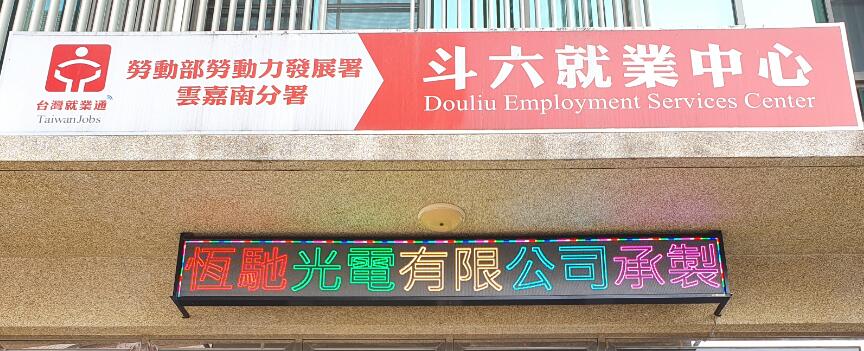 台灣就業通
TaiwanJobs
勞動部勞動力發展署
雲嘉南分署
斗六就業中心
Douliu Employment Services Center
恆馳光電有限公司承製